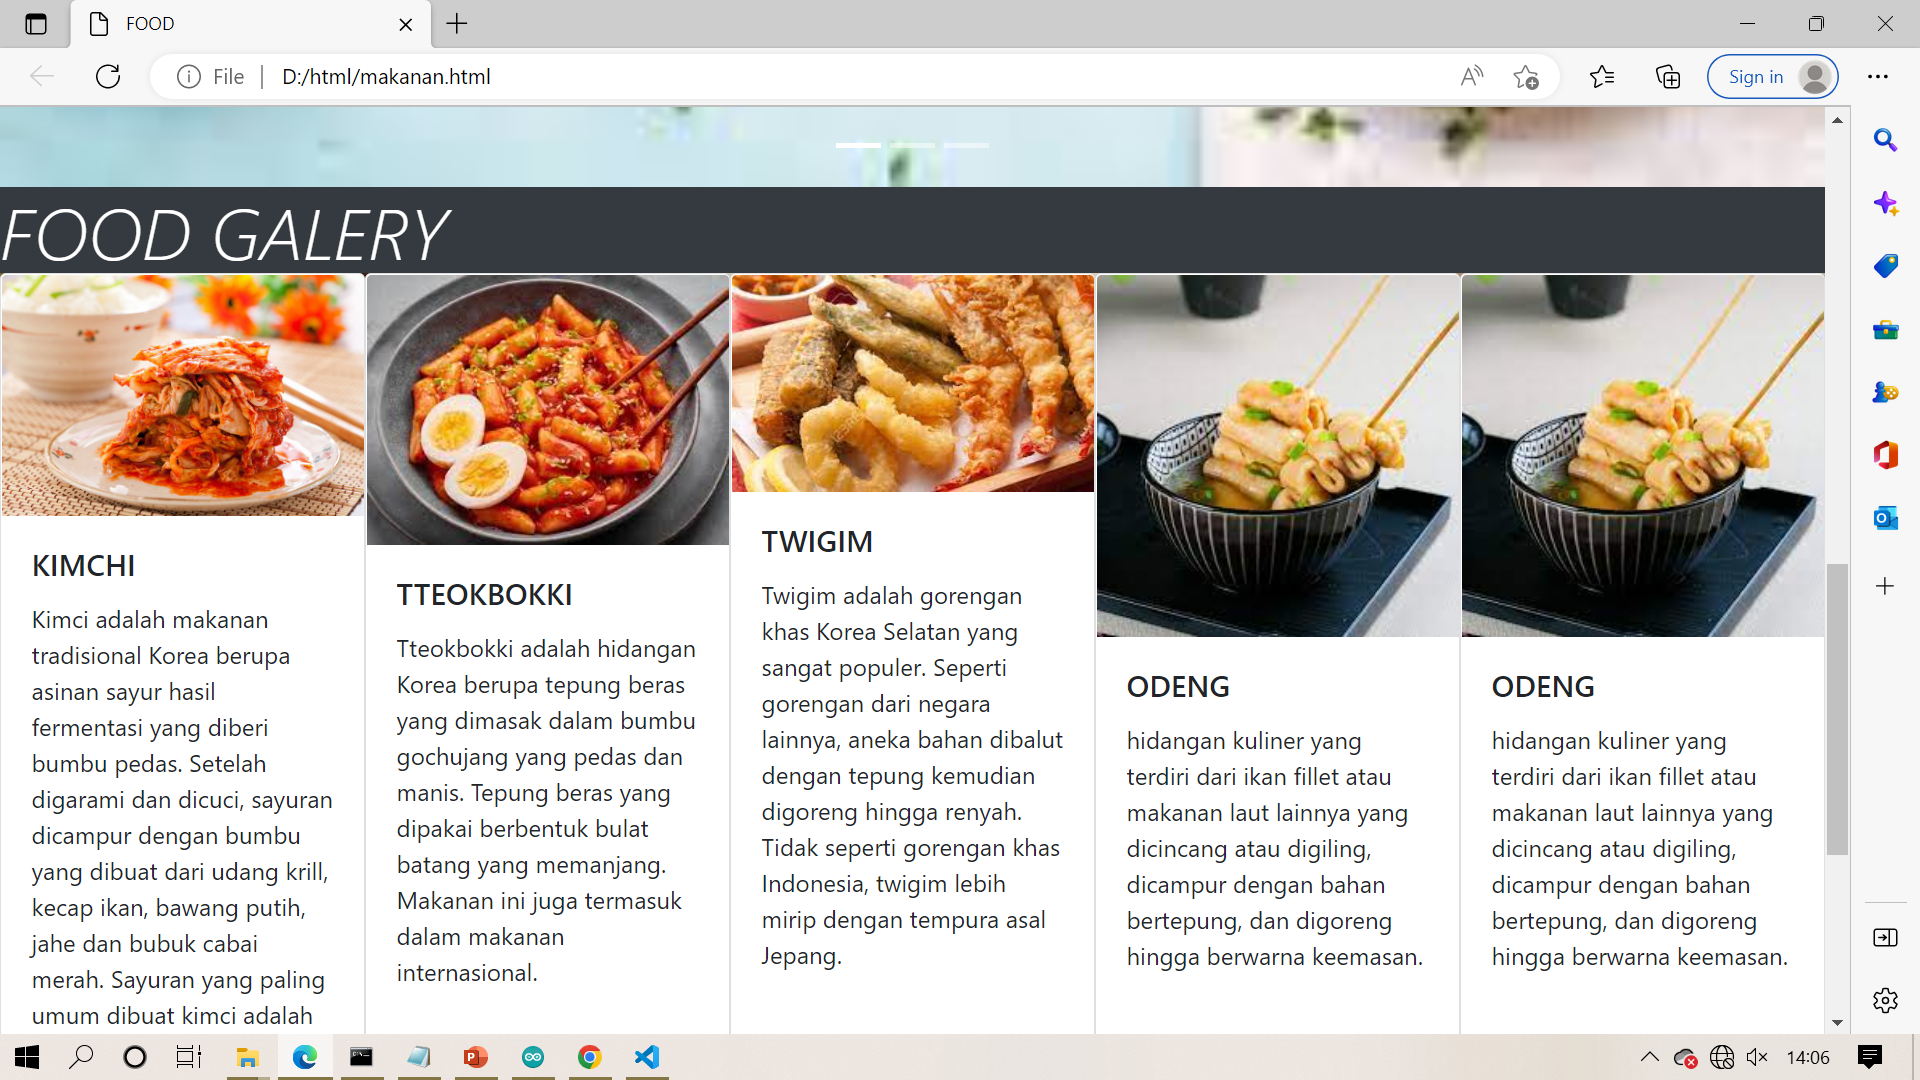 FOOD
File
D:/html/makanan.html
Sign in
FOOD GALERY
KIMCHI
Kimci adalah makanan
tradisional Korea berupa
asinan sayur hasil
fermentasi yang diberi
bumbu pedas. Setelah
digarami dan dicuci, sayuran
dicampur dengan bumbu
yang dibuat dari udang krill,
kecap ikan, bawang putih,
jahe dan bubuk cabai
merah. Sayuran yang paling
umum dibuat kimci adalah
TTEOKBOKKI
Tteokbokki adalah hidangan
Korea berupa tepung beras
yang dimasak dalam bumbu
gochujang yang pedas dan
manis. Tepung beras yang
dipakai berbentuk bulat
batang yang memanjang.
Makanan ini juga termasuk
dalam makanan
internasional.
TWIGIM
Twigim adalah gorengan
khas Korea Selatan yang
sangat populer. Seperti
gorengan dari negara
lainnya, aneka bahan dibalut
dengan tepung kemudian
digoreng hingga renyah.
Tidak seperti gorengan khas
Indonesia, twigim lebih
mirip dengan tempura asal
Jepang.
ODENG
hidangan kuliner yang
terdiri dari ikan fillet atau
makanan laut lainnya yang
dicincang atau digiling,
dicampur dengan bahan
bertepung, dan digoreng
hingga berwarna keemasan.
ODENG
hidangan kuliner yang
terdiri dari ikan fillet atau
makanan laut lainnya yang
dicincang atau digiling,
dicampur dengan bahan
bertepung, dan digoreng
hingga berwarna keemasan.
14:06